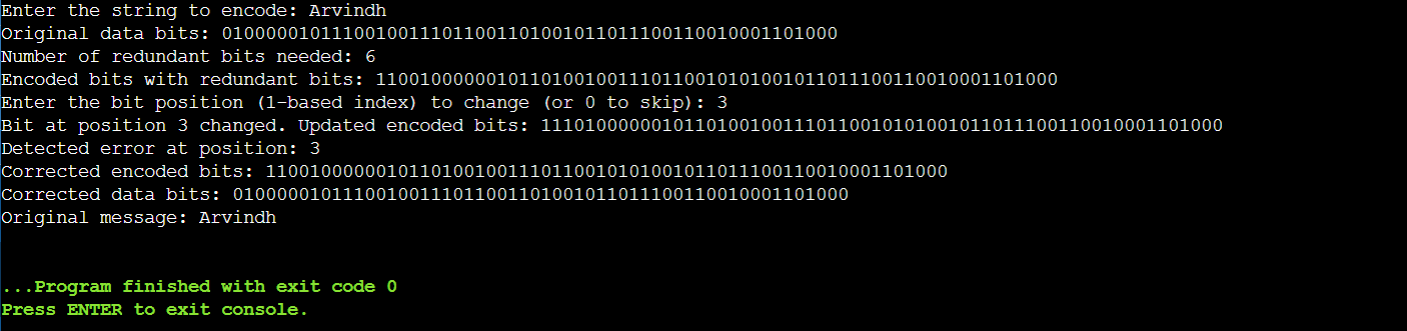 Enter the string to encode: Arvindh
Original data bits: 01000001011100100111011001101001011011100110010001101000
Number of redundant bits needed: 6
Encoded bits with redundant bits: 11001000000101101001001110110010101001011011100110010001101000
Enter the bit position (1-based index) to change (or 0 to skip): 3
Bit at position 3 changed. Updated encoded bits: 11101000000101101001001110110010101001011011100110010001101000
Detected error at position: 3
Corrected encoded bits: 11001000000101101001001110110010101001011011100110010001101000
Corrected data bits: 01000001011100100111011001101001011011100110010001101000
Original message: Arvindh
...Program finished with exit code 0
Press ENTER to exit console.